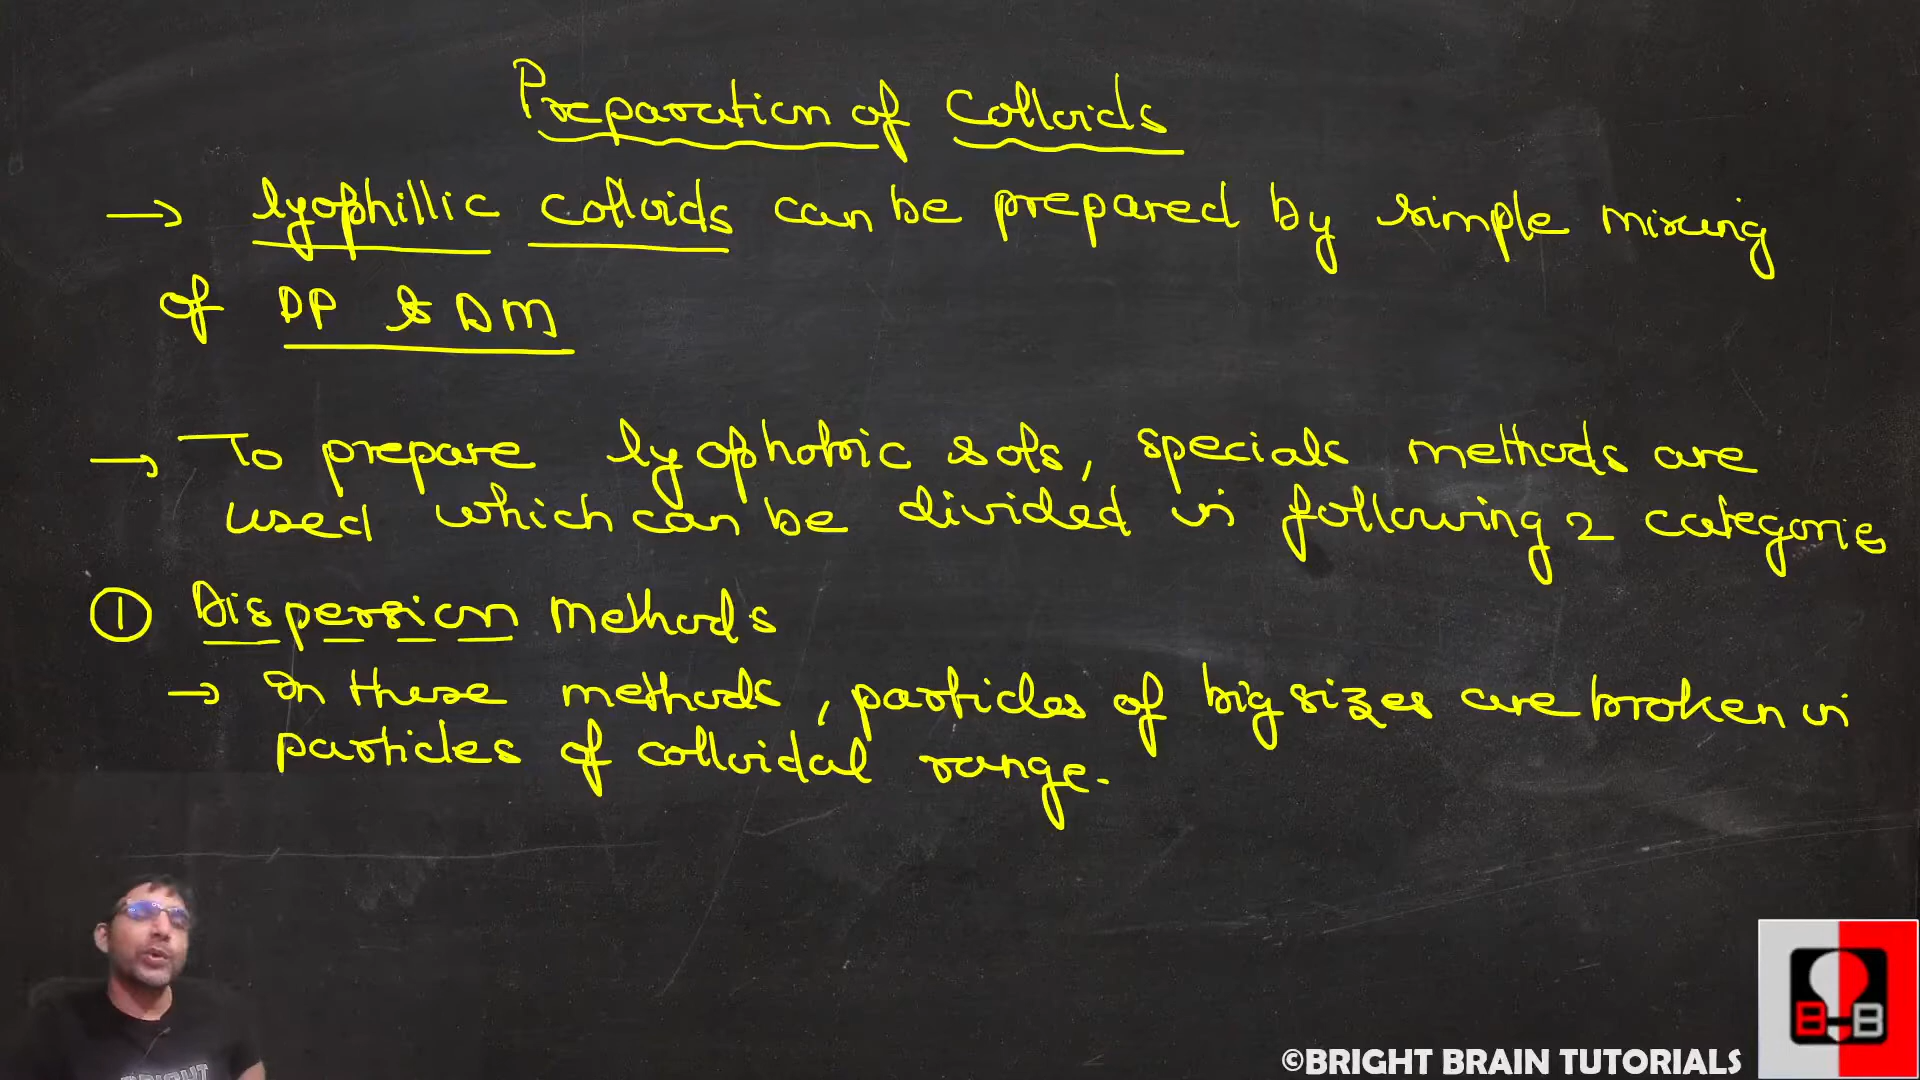 Preparation of Colloids
→ lyophillic colloids can be prepared by simple mixing
of DP & DM
→ To prepare lyophobic sols, specials methods are
used which can be divided in following 2 categories
① Dispersion Methods
→ In these methods, particles of big sizes are broken in
particles of colloidal range.
B-B
©BRIGHT BRAIN TUTORIALS